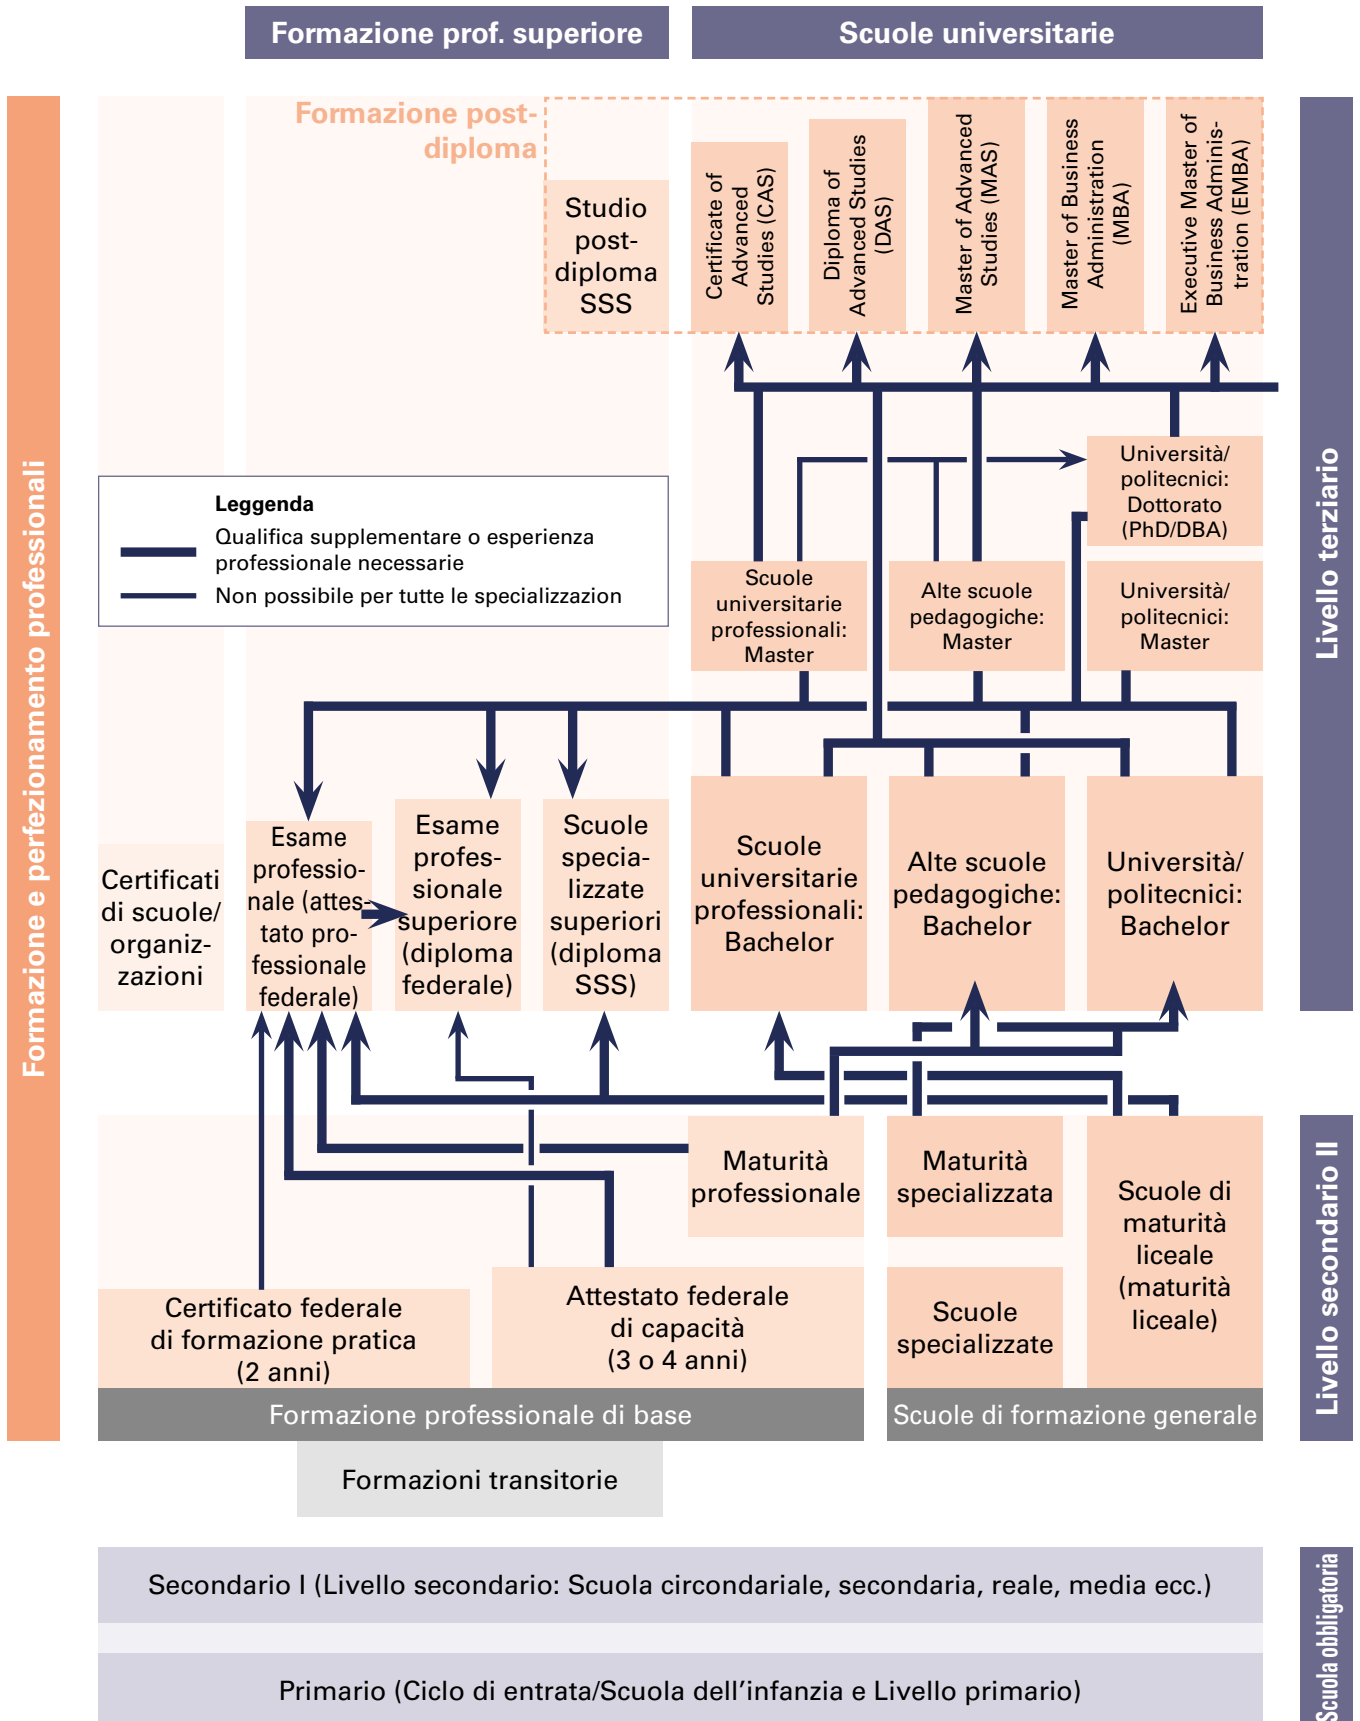 Formazione prof. superiore
Scuole universitarie
Formazione e perfezionamento professionali
Livello terziario
Formazione post-
diploma
Studio
post-
diploma
SSS
Certificate of
Advanced
Studies (CAS)
Diploma of
Advanced Studies
(DAS)
Master of Advanced
Studies (MAS)
Master of Business
Administration
(MBA)
Executive Master of
Business Adminis-
tration (EMBA)
Università/
politecnici:
Dottorato
(PhD/DBA)
Leggenda
Qualifica supplementare o esperienza
professionale necessarie
Non possibile per tutte le specializzazion
Scuole
universitarie
professionali:
Master
Alte scuole
pedagogiche:
Master
Università/
politecnici:
Master
Certificati
di scuole/
organiz-
zazioni
Esame
professio-
nale (attes-
tato pro-
fessionale
federale)
Esame
profes-
sionale
superiore
(diploma
federale)
Scuole
specia-
lizzate
superiori
(diploma
SSS)
Scuole
universitarie
professionali:
Bachelor
Alte scuole
pedagogiche:
Bachelor
Università/
politecnici:
Bachelor
Livello secondario II
Maturità
professionale
Maturità
specializzata
Scuole di
maturità
liceale
(maturità
liceale)
Certificato federale
di formazione pratica
(2 anni)
Attestato federale
di capacità
(3 o 4 anni)
Scuole
specializzate
Formazione professionale di base
Scuole di formazione generale
Formazioni transitorie
Scuola obbligatoria
Secondario I (Livello secondario: Scuola circondariale, secondaria, reale, media ecc.)
Primario (Ciclo di entrata/Scuola dell’infanzia e Livello primario)